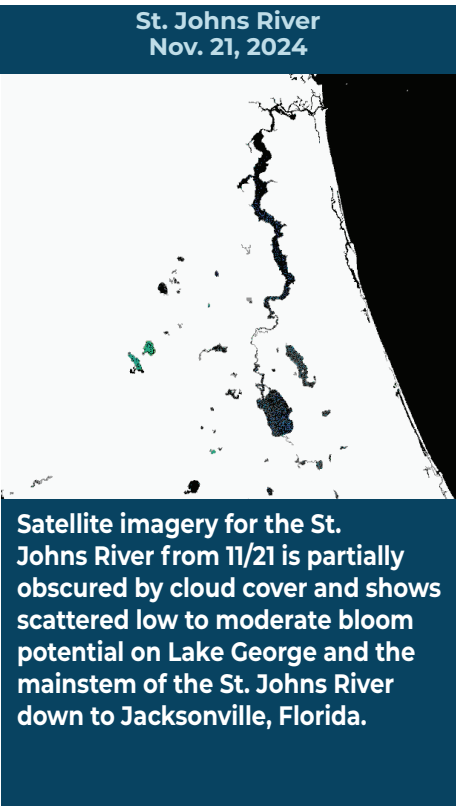 St. Johns River
Nov. 21, 2024
Satellite imagery for the St.
Johns River from 11/21 is partially
obscured by cloud cover and shows
scattered low to moderate bloom
potential on Lake George and the
mainstem of the St. Johns River
down to Jacksonville, Florida.